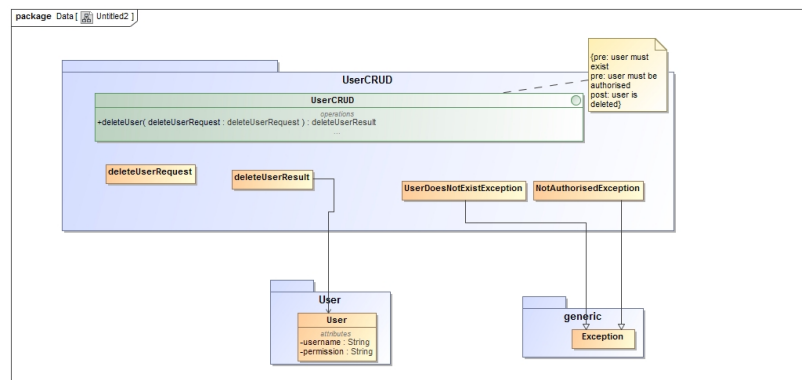 package Data [ Untitled2 ]
{pre: user must
exist
pre: user must be
authorised
post: user is
deleted}
UserCRUD
UserCRUD
operations
+deleteUser( deleteUserRequest : deleteUserRequest ) : deleteUserResult
....
deleteUserRequest
deleteUserResult
UserDoesNotExistException
NotAuthorisedException
User
User
attributes
-username : String
-permission : String
generic
Exception